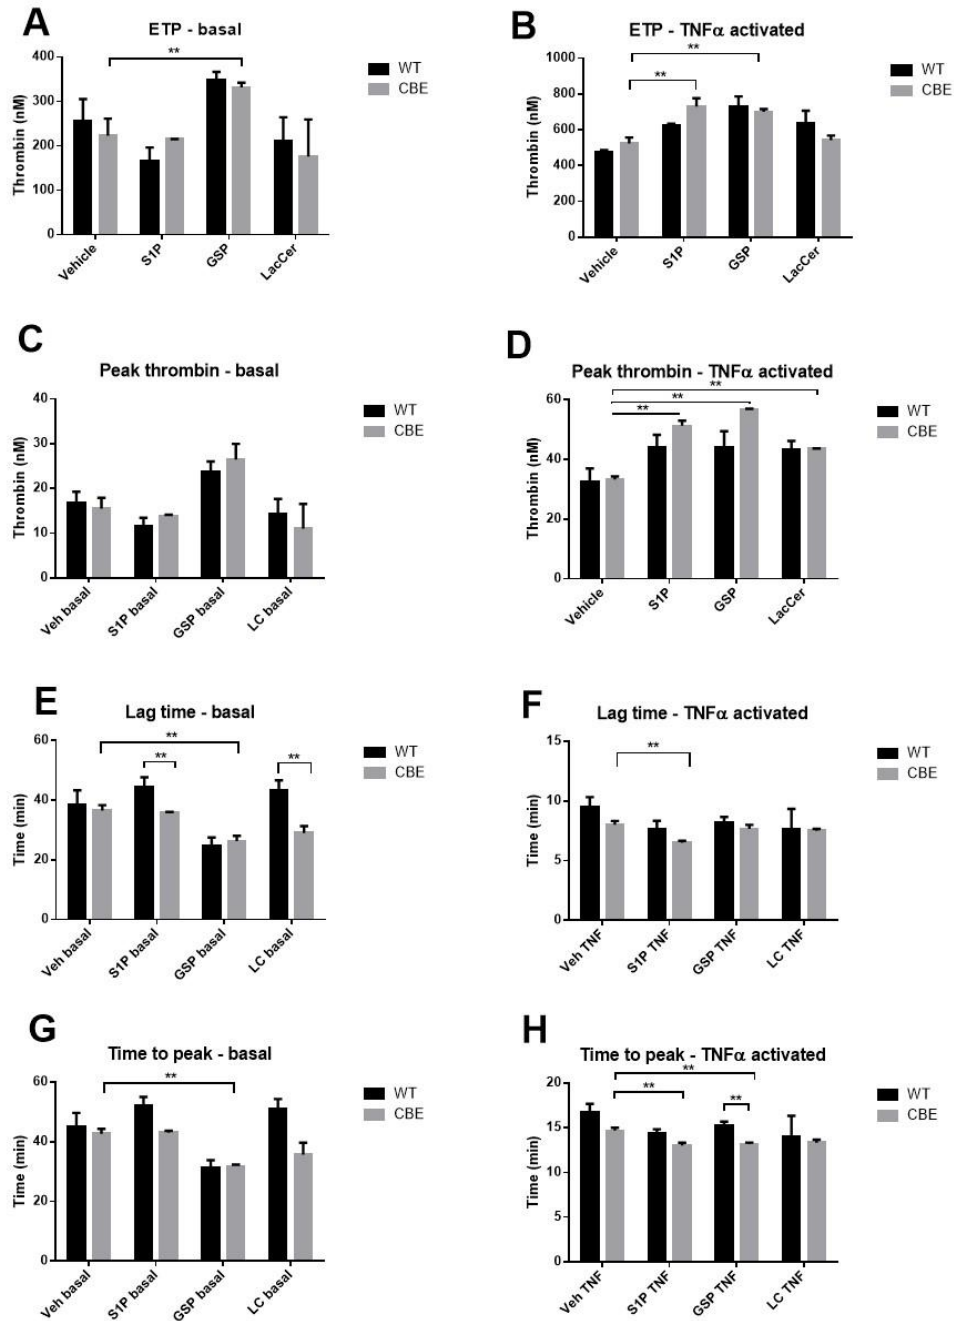 A
ETP - basal
**
400
300
200
100
0
Thrombin (nM)
Vehicle
S1P
GSP
LacCer
WT
CBE
B
ETP - TNFα activated
**
**
1000
800
600
400
200
0
Thrombin (nM)
Vehicle
S1P
GSP
LacCer
WT
CBE
C
Peak thrombin - basal
40
30
20
10
0
Thrombin (nM)
Veh basal
S1P basal
GSP basal
LC basal
WT
CBE
D
Peak thrombin - TNFα activated
**
**
**
60
40
20
0
Thrombin (nM)
Vehicle
S1P
GSP
LacCer
WT
CBE
E
Lag time - basal
**
**
**
60
40
20
0
Time (min)
Veh basal
S1P basal
GSP basal
LC basal
WT
CBE
F
Lag time - TNFα activated
**
15
10
5
0
Time (min)
Veh TNF
S1P TNF
GSP TNF
LC TNF
WT
CBE
G
Time to peak - basal
**
60
40
20
0
Time (min)
Veh basal
S1P basal
GSP basal
LC basal
WT
CBE
H
Time to peak - TNFα activated
**
**
**
20
15
10
5
0
Time (min)
Veh TNF
S1P TNF
GSP TNF
LC TNF
WT
CBE